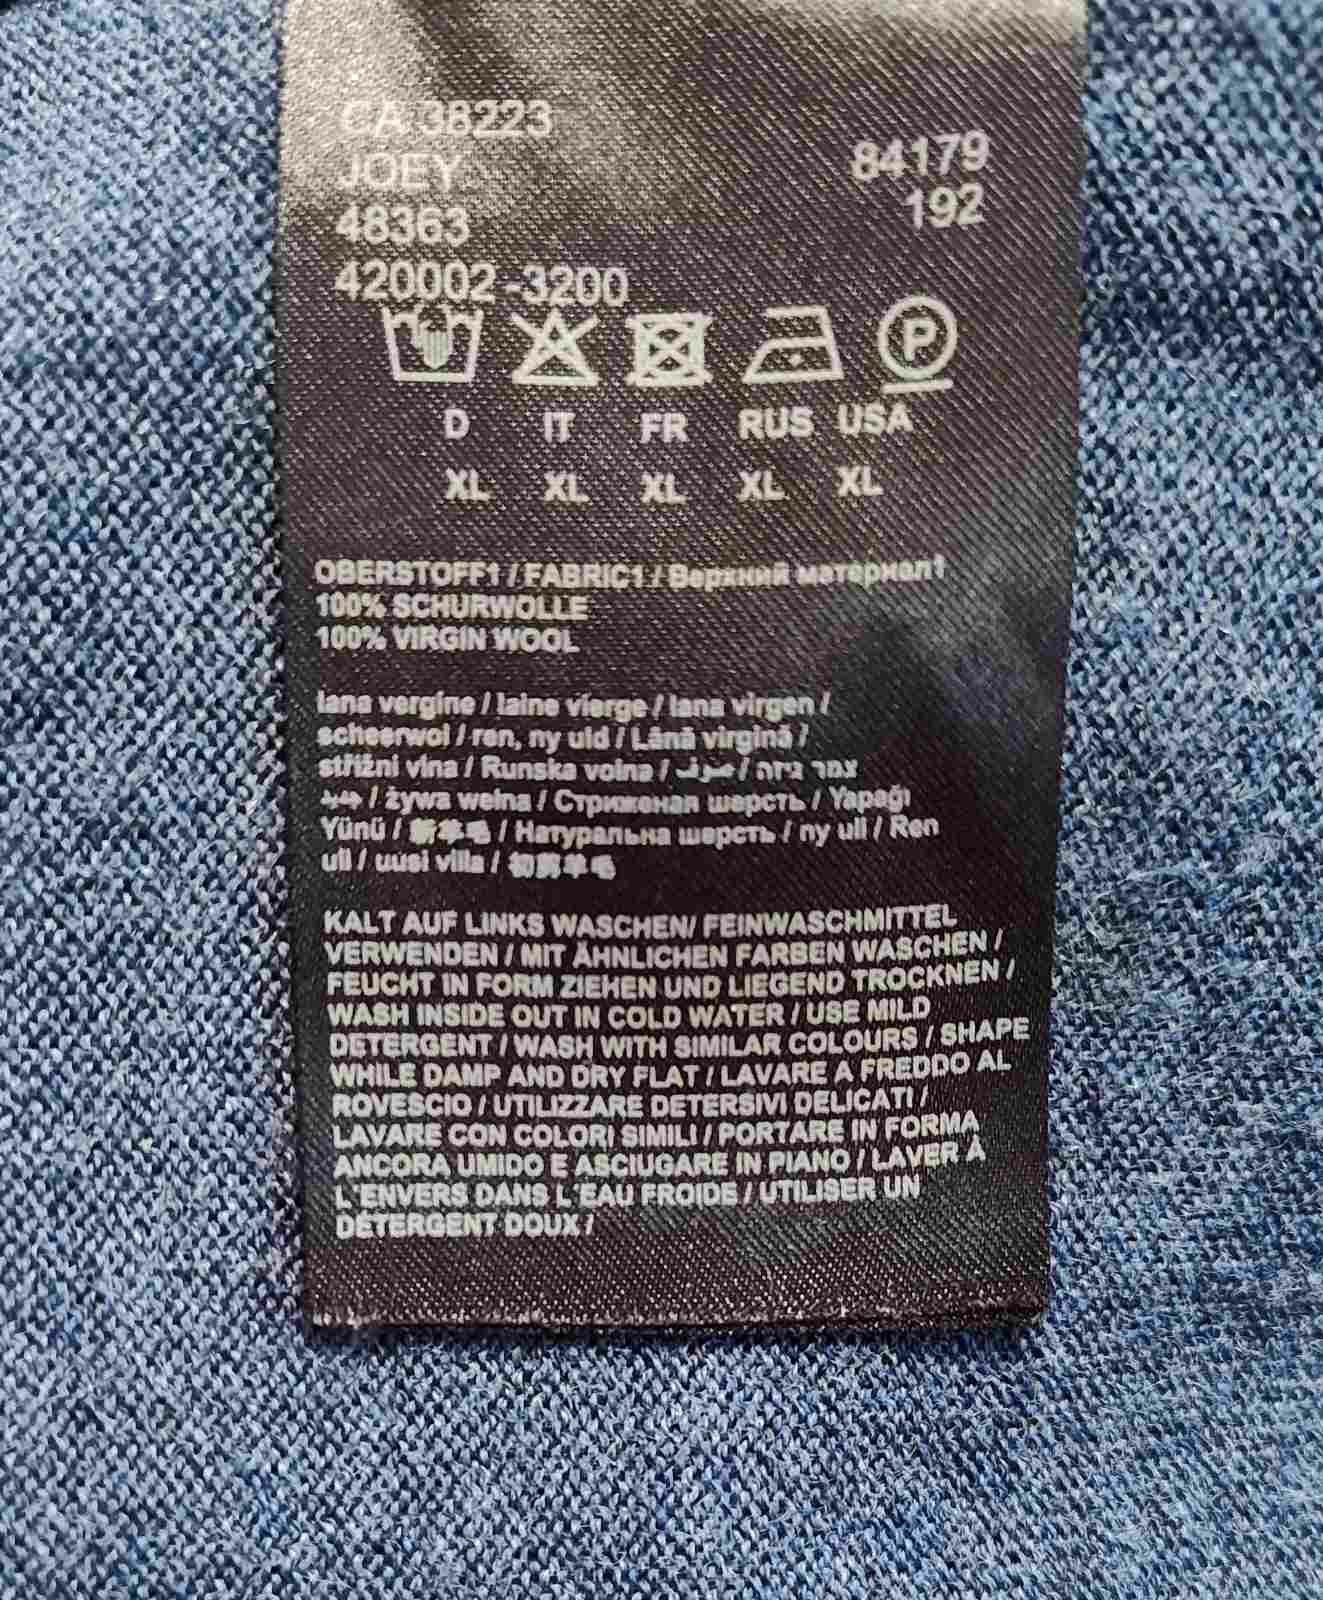 CA 38223
JOEY
48363
420002-3200
84179
192
P
D IT FR RUS USA
XL XL XL XL XL
OBERSTOFF1 / FABRIC1 / Верхний материал1
100% SCHURWOLLE
100% VIRGIN WOOL
lana vergine / laine vierge / lana virgen /
scheerwol / ren, ny uld / Lână virgină /
střižní vlna / Runska volna / صوف / צמר גיזה
جديد / żywa wełna / Стриженая шерсть / Yapağı
Yünü / 新羊毛 / Натуральна шерсть / ny ull / Ren
ull / uusi villa / 初剪羊毛
KALT AUF LINKS WASCHEN/ FEINWASCHMITTEL
VERWENDEN / MIT ÄHNLICHEN FARBEN WASCHEN /
FEUCHT IN FORM ZIEHEN UND LIEGEND TROCKNEN /
WASH INSIDE OUT IN COLD WATER / USE MILD
DETERGENT / WASH WITH SIMILAR COLOURS / SHAPE
WHILE DAMP AND DRY FLAT / LAVARE A FREDDO AL
ROVESCIO / UTILIZZARE DETERSIVI DELICATI /
LAVARE CON COLORI SIMILI / PORTARE IN FORMA
ANCORA UMIDO E ASCIUGARE IN PIANO / LAVER À
L'ENVERS DANS L'EAU FROIDE / UTILISER UN
DÉTERGENT DOUX /